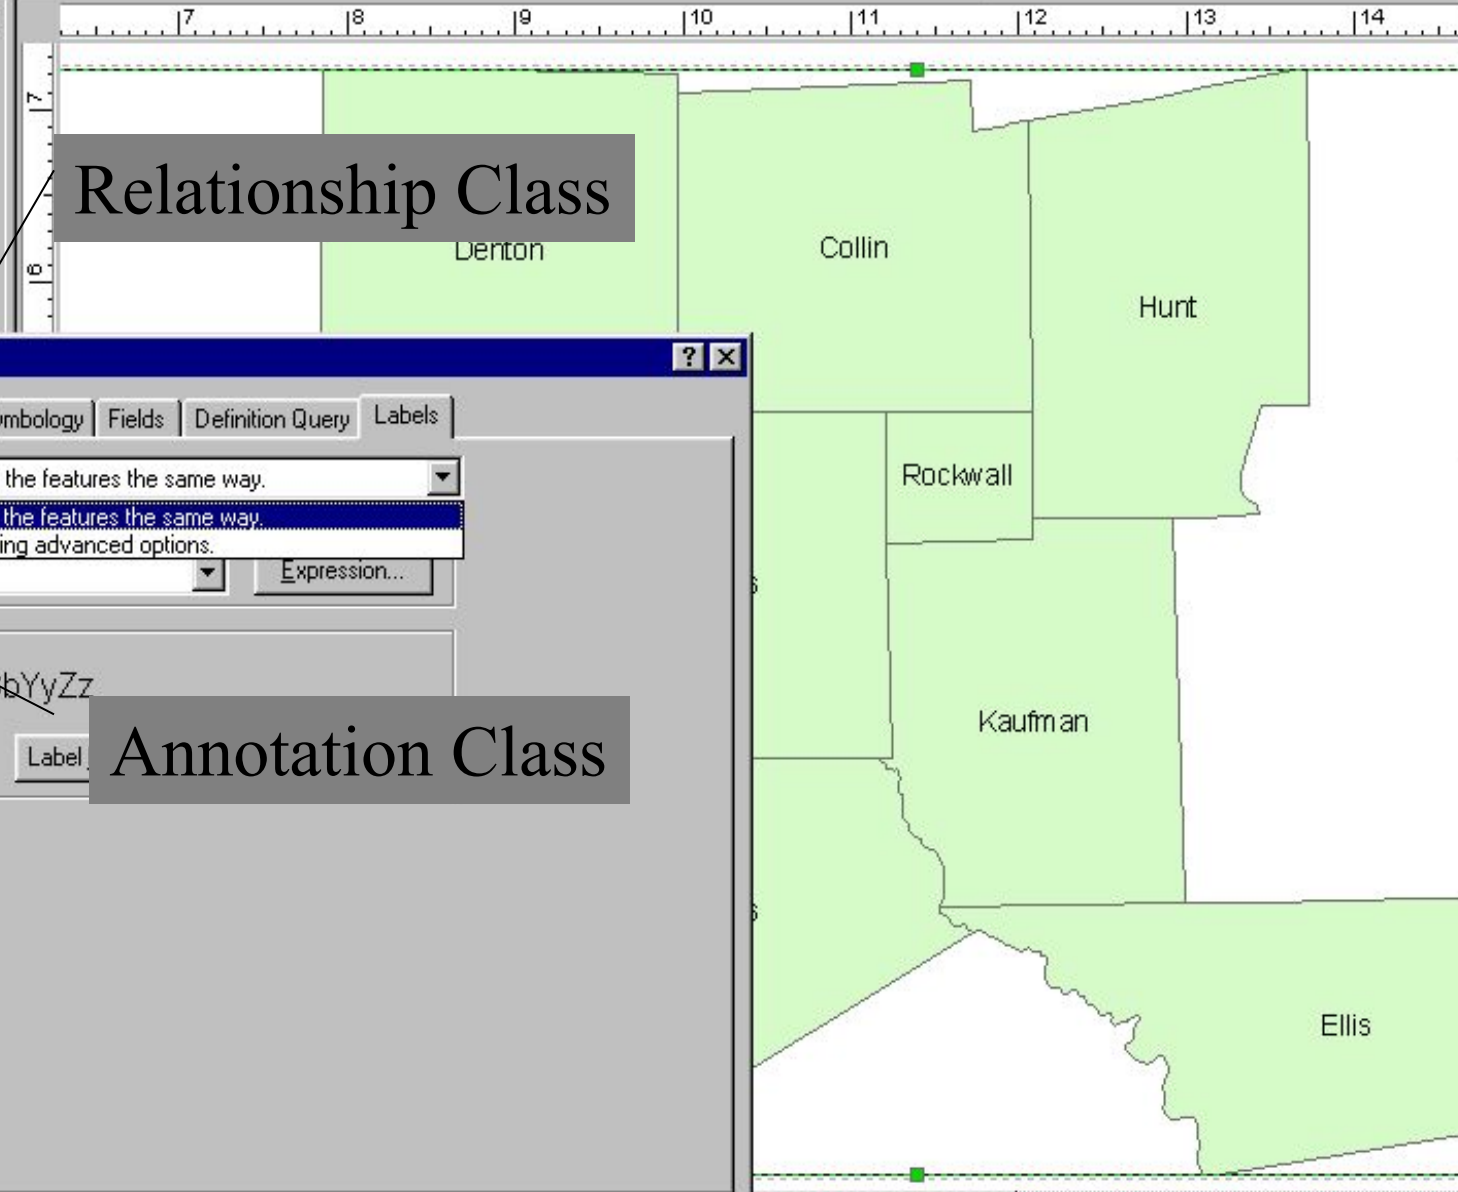 7 8 9 10 11 12 13 14
7
Relationship Class
6
Denton
Collin
Hunt
?
Fields
Definition Query
Labels
the features the same way.
the features the same way.
advanced options.
Expression...
Rockwall
bYyZz
Kaufman
Label
Annotation Class
Ellis